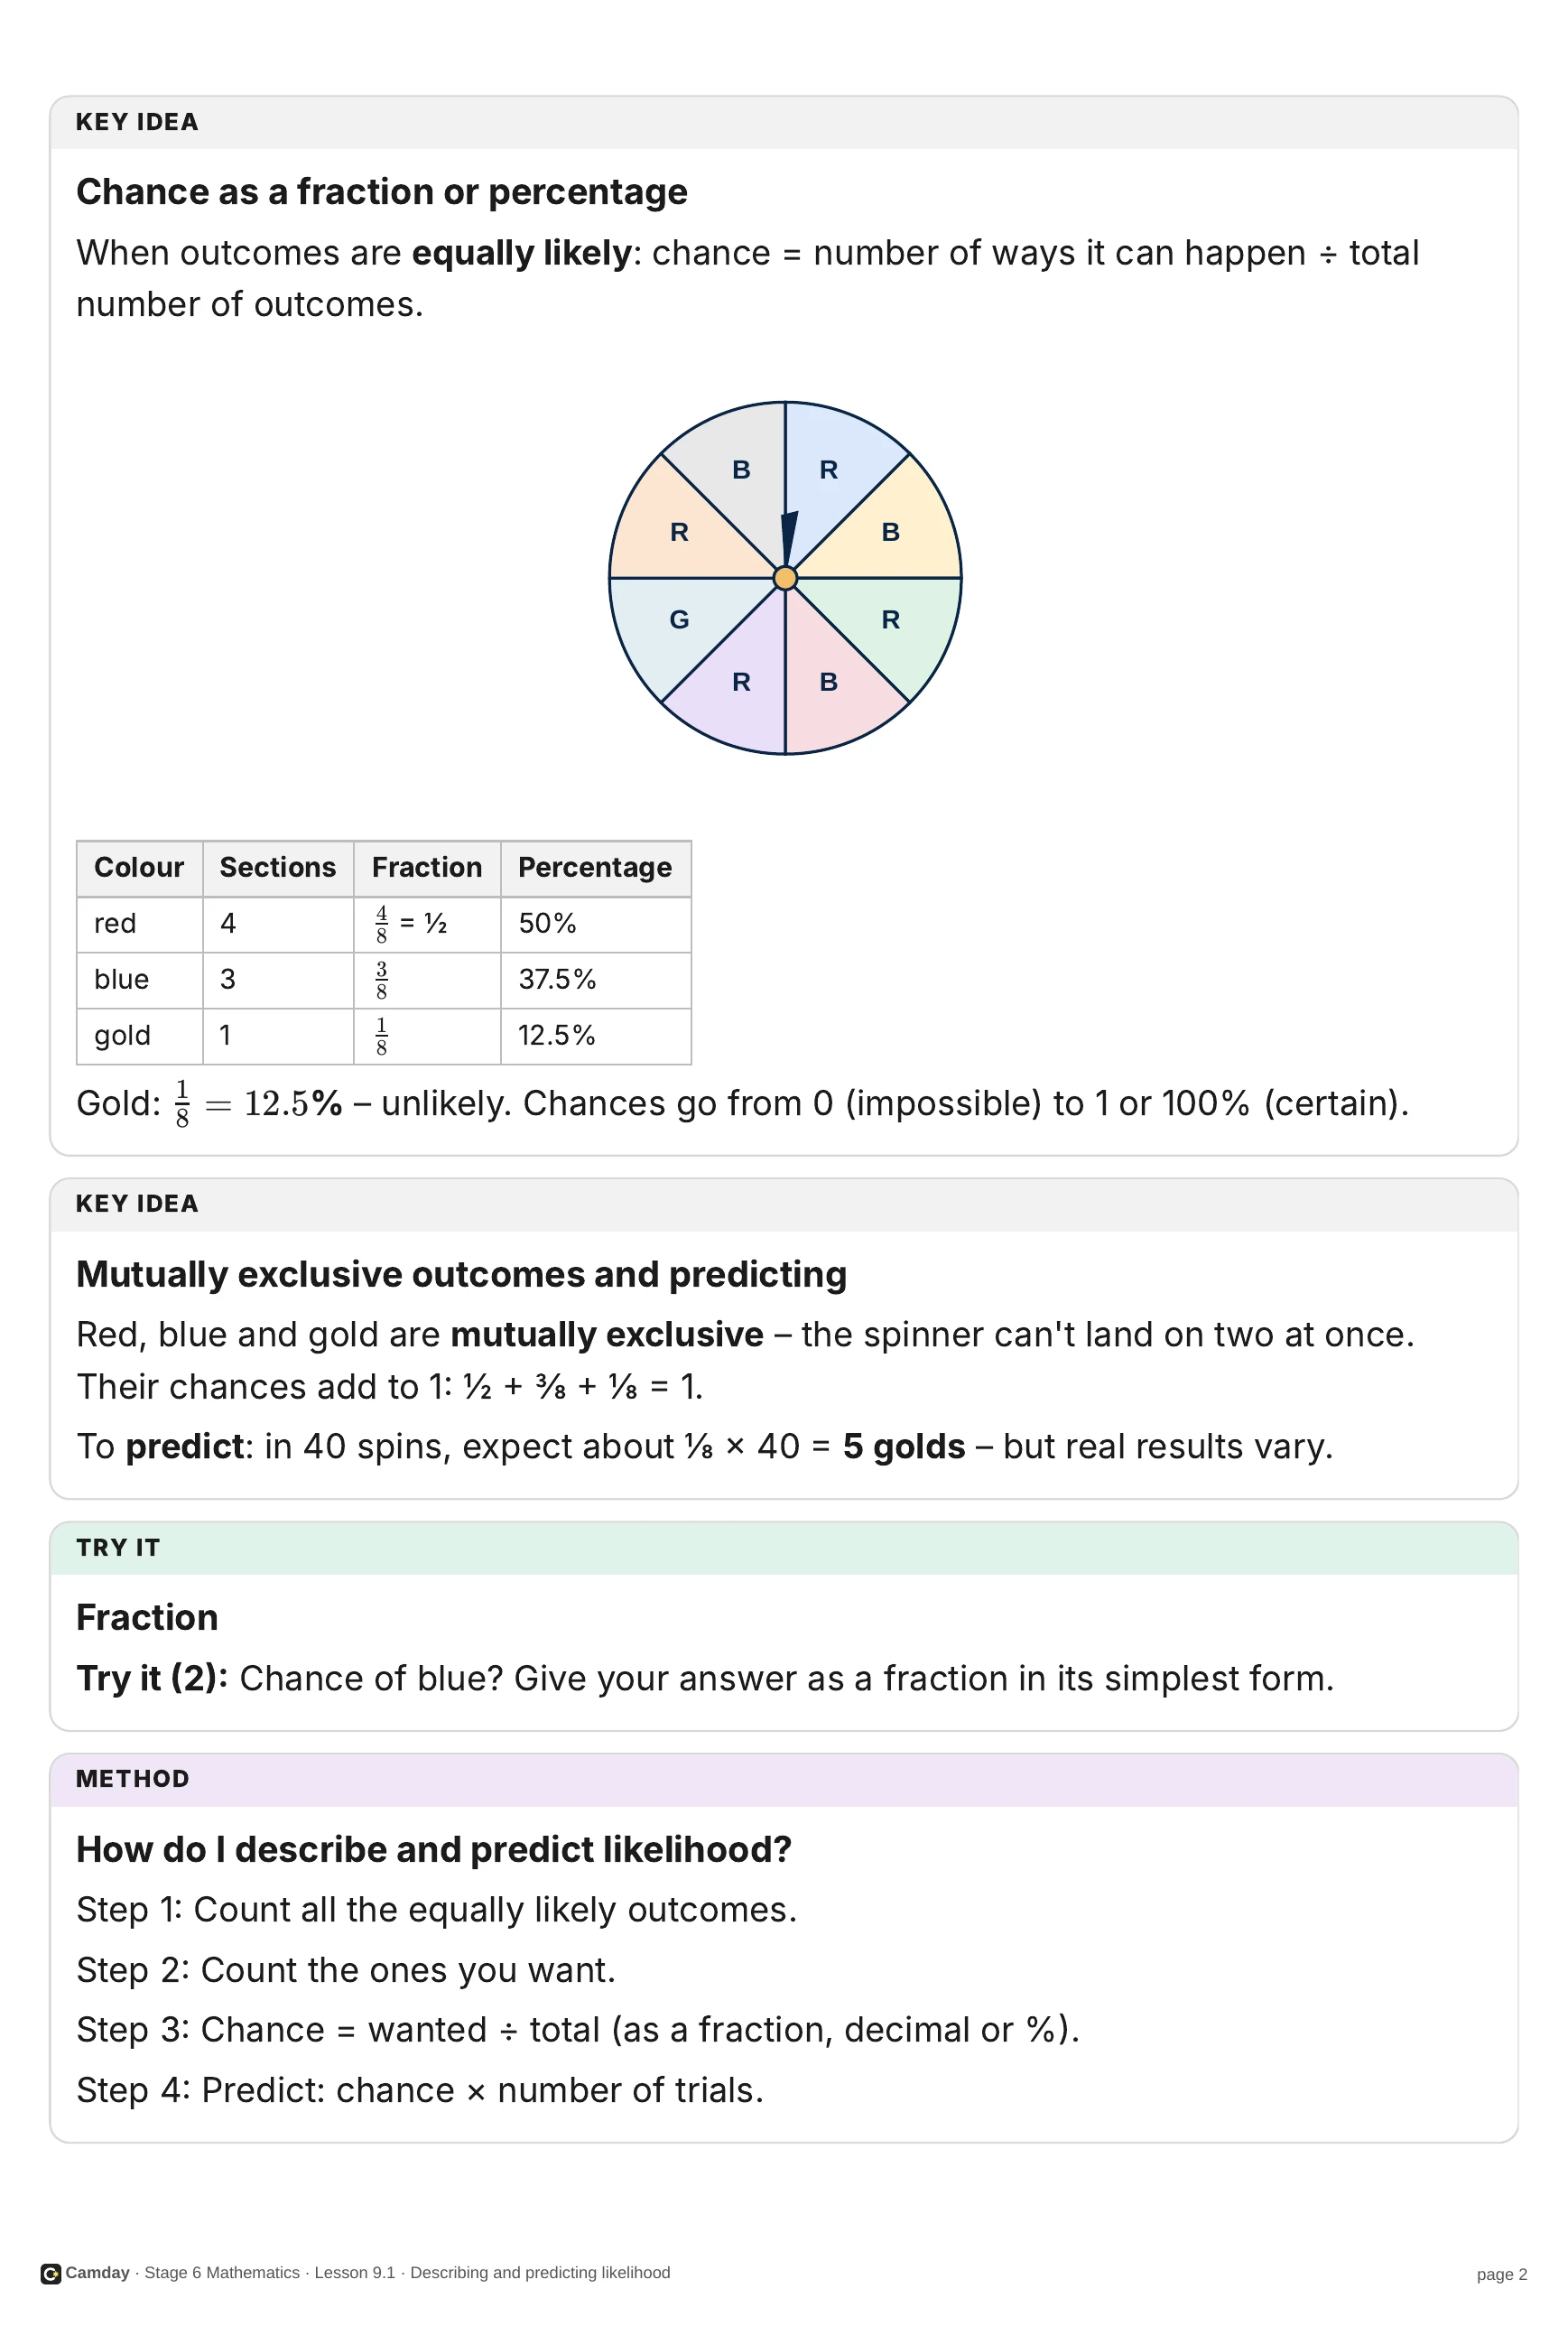 KEY IDEA
Chance as a fraction or percentage
When outcomes are equally likely: chance = number of ways it can happen ÷ total
number of outcomes.
B R
R B
G R
R B
Colour Sections Fraction Percentage
red 4 4/8 = ½ 50%
blue 3 3/8 37.5%
gold 1 1/8 12.5%
Gold: 1/8 = 12.5% – unlikely. Chances go from 0 (impossible) to 1 or 100% (certain).
KEY IDEA
Mutually exclusive outcomes and predicting
Red, blue and gold are mutually exclusive – the spinner can't land on two at once.
Their chances add to 1: ½ + ⅜ + ⅛ = 1.
To predict: in 40 spins, expect about ⅛ × 40 = 5 golds – but real results vary.
TRY IT
Fraction
Try it (2): Chance of blue? Give your answer as a fraction in its simplest form.
METHOD
How do I describe and predict likelihood?
Step 1: Count all the equally likely outcomes.
Step 2: Count the ones you want.
Step 3: Chance = wanted ÷ total (as a fraction, decimal or %).
Step 4: Predict: chance × number of trials.
Camday · Stage 6 Mathematics · Lesson 9.1 · Describing and predicting likelihood page 2